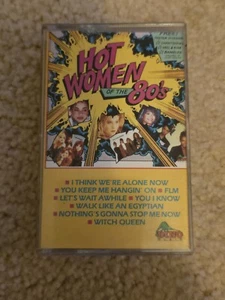 HOT
WOMEN
OF THE 80's
▪ I THINK WE'RE ALONE NOW
▪ YOU KEEP ME HANGIN' ON ▪ FLM
▪ LET'S WAIT AWHILE ▪ YOU I KNOW
▪ WALK LIKE AN EGYPTIAN
▪ NOTHING'S GONNA STOP ME NOW
▪ WITCH QUEEN